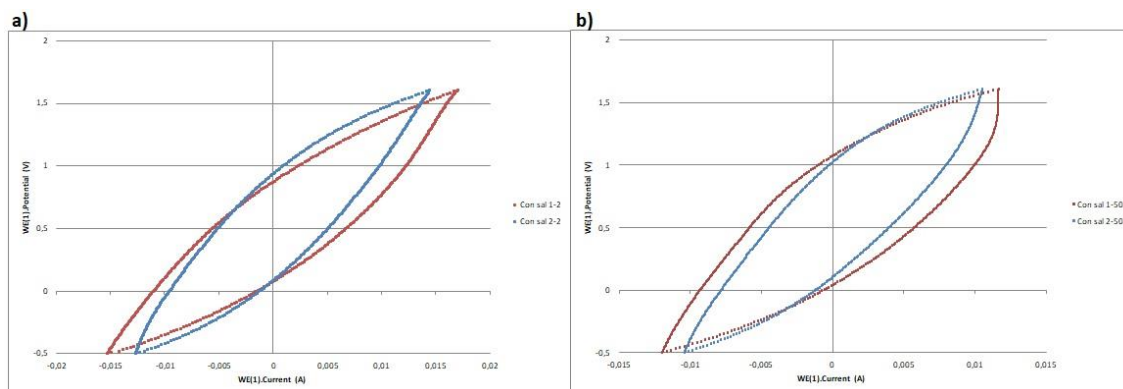 a)
2
1,5
1
0,5
0
-0,5
-0,02 -0,015 -0,01 -0,005 0 0,005 0,01 0,015 0,02
WE(1).Potential (V)
WE(1).Current (A)
Con sal 1-2
Con sal 2-2
b)
2
1,5
1
0,5
0
-0,5
-0,015 -0,01 -0,005 0 0,005 0,01 0,015
WE(1).Potential (V)
WE(1).Current (A)
Con sal 1-50
Con sal 2-50